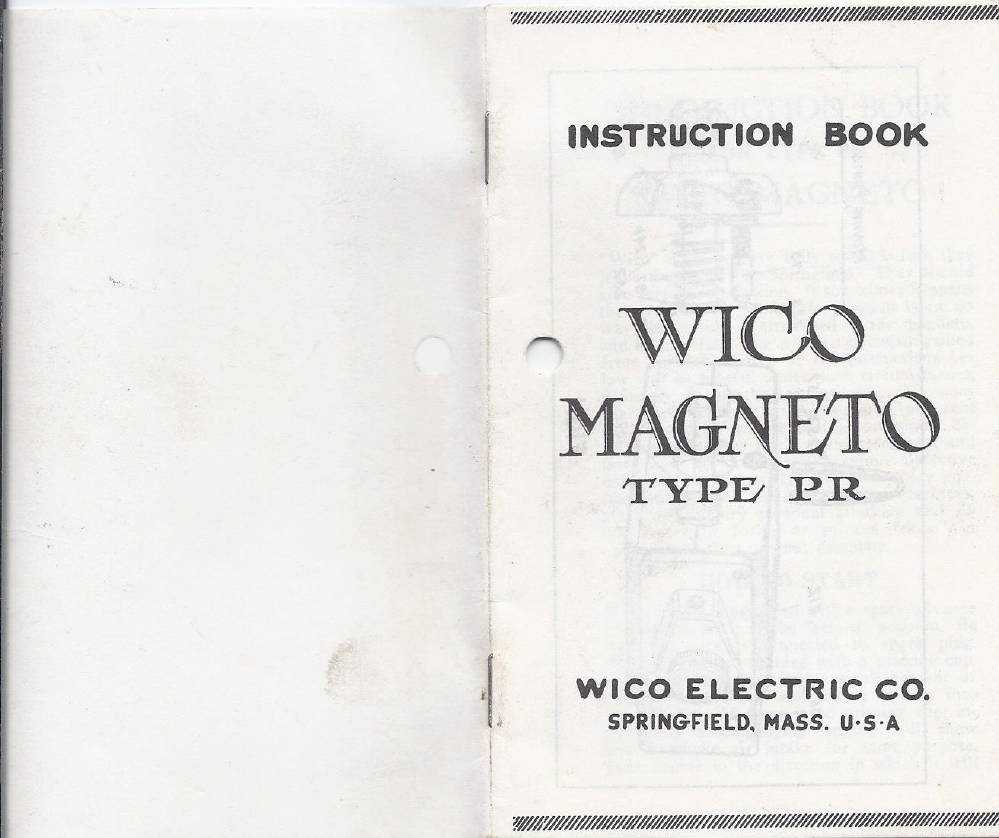 INSTRUCTION BOOK
WICO
MAGNETO
TYPE PR
WICO ELECTRIC CO.
SPRINGFIELD, MASS. U·S·A